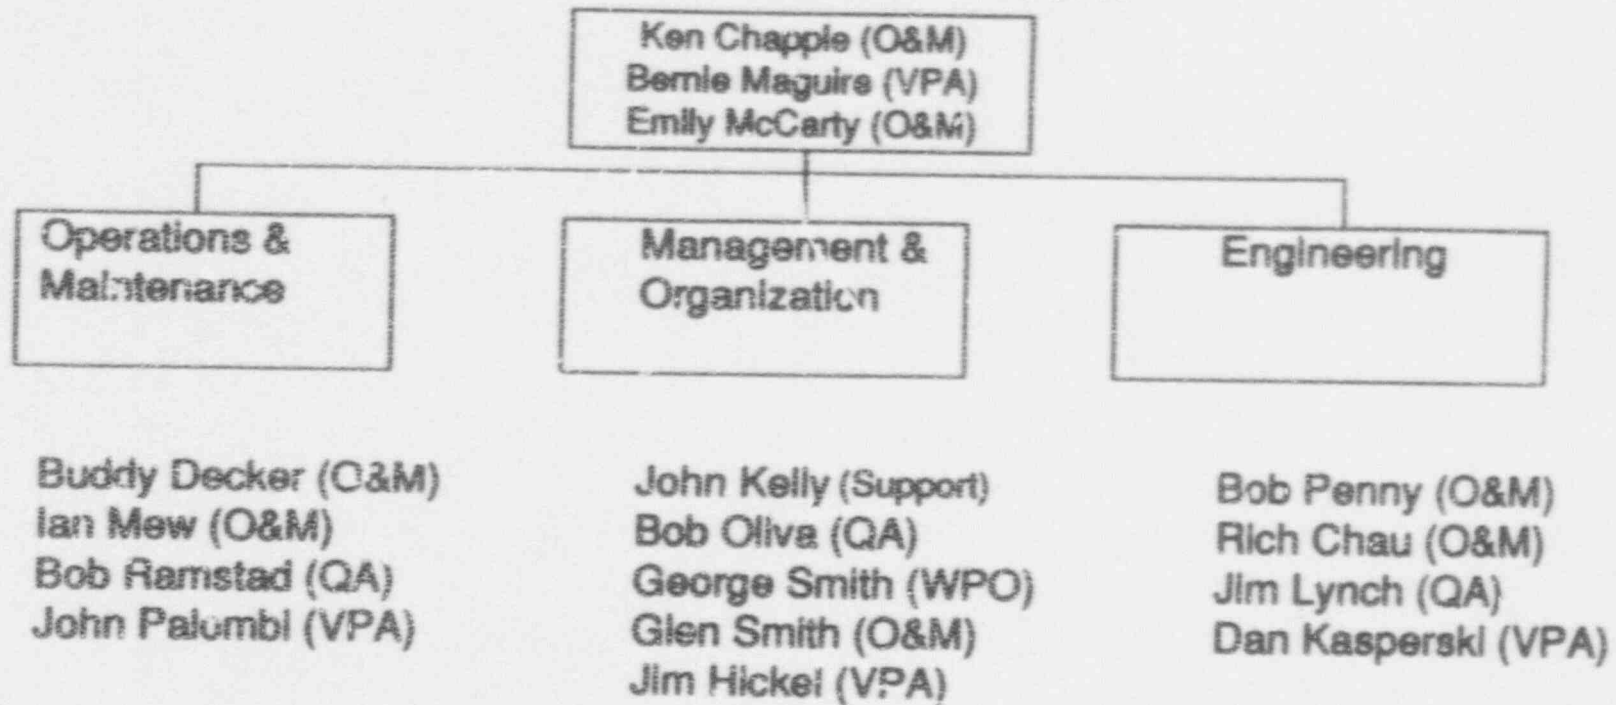 Ken Chapple (O&M)
Bernie Maguire (VPA)
Emily McCarty (O&M)
Operations &
Maintenance
Management &
Organization
Engineering
Buddy Decker (O&M)
Ian Mew (O&M)
Bob Ramstad (QA)
John Palumbi (VPA)
John Kelly (Support)
Bob Oliva (QA)
George Smith (WPO)
Glen Smith (O&M)
Jim Hickel (VPA)
Bob Penny (O&M)
Rich Chau (O&M)
Jim Lynch (QA)
Dan Kasperski (VPA)